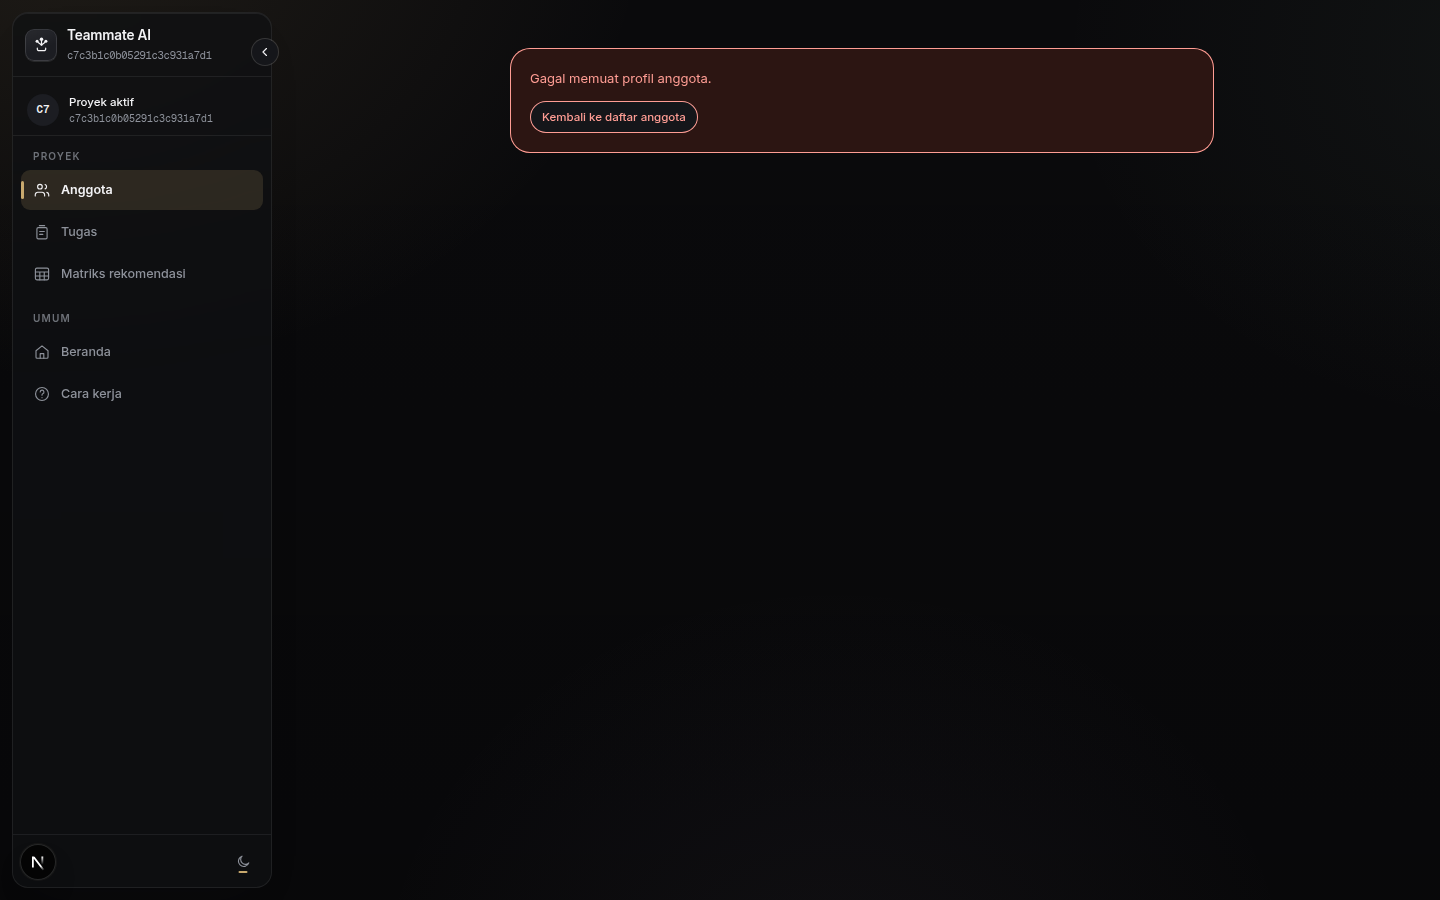 Teammate AI
c7c3b1c0b05291c3c931a7d1
C7
Proyek aktif
c7c3b1c0b05291c3c931a7d1
PROYEK
Anggota
Tugas
Matriks rekomendasi
UMUM
Beranda
Cara kerja
N
Gagal memuat profil anggota.
Kembali ke daftar anggota